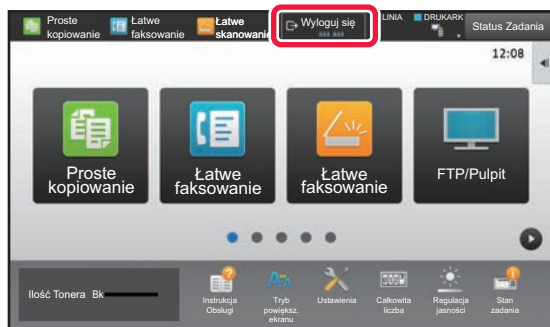 Proste
kopiowanie
Łatwe
faksowanie
Łatwe
skanowanie
Wyloguj się
LINIA
DRUKARK
Status Zadania
12:08
Proste
kopiowanie
Łatwe
faksowanie
Łatwe
faksowanie
FTP/Pulpit
Ilość Tonera Bk
Instrukcja
Obsługi
Tryb
powiększ.
ekranu
Ustawienia
Całkowita
liczba
Regulacja
jasności
Stan
zadania